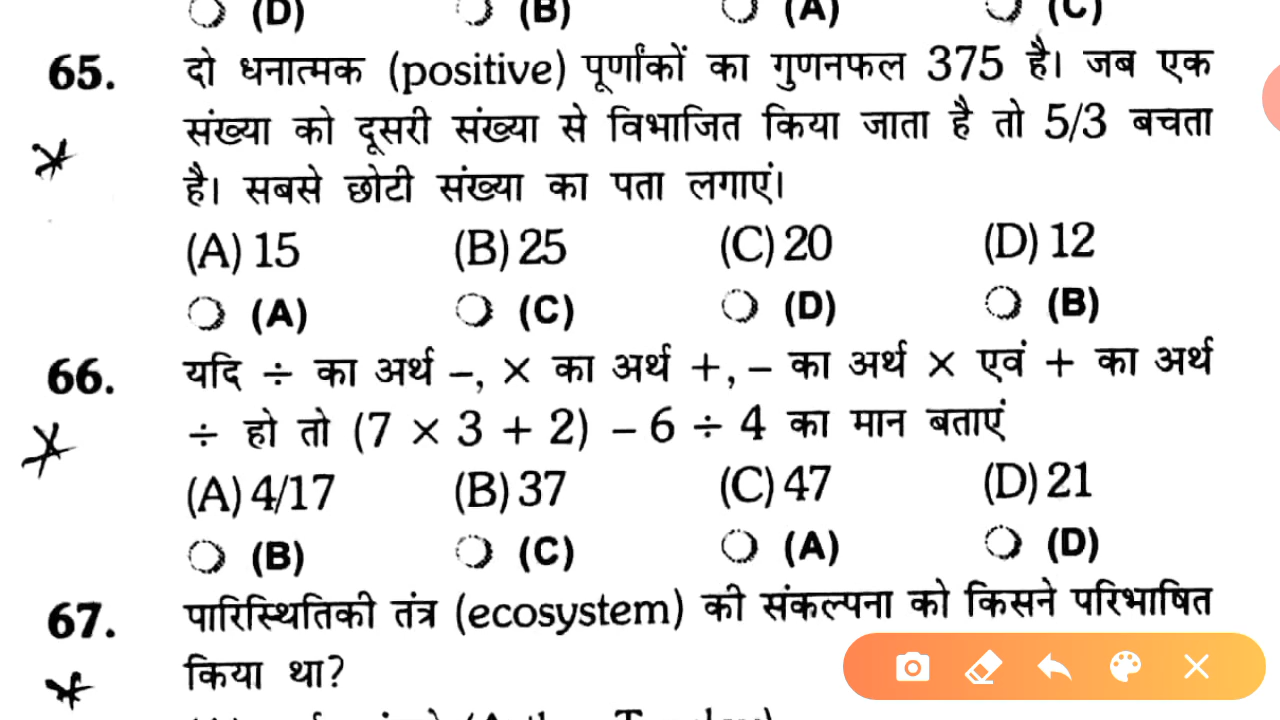 (D) (B) (A) (C)
65. दो धनात्मक (positive) पूर्णांकों का गुणनफल 375 है। जब एक
संख्या को दूसरी संख्या से विभाजित किया जाता है तो 5/3 बचता
है। सबसे छोटी संख्या का पता लगाएं।
(A) 15 (B) 25 (C) 20 (D) 12
(A) (C) (D) (B)
66. यदि ÷ का अर्थ –, × का अर्थ +, – का अर्थ × एवं + का अर्थ
÷ हो तो (7 × 3 + 2) – 6 ÷ 4 का मान बताएं
(A) 4/17 (B) 37 (C) 47 (D) 21
(B) (C) (A) (D)
67. पारिस्थितिकी तंत्र (ecosystem) की संकल्पना को किसने परिभाषित
किया था?